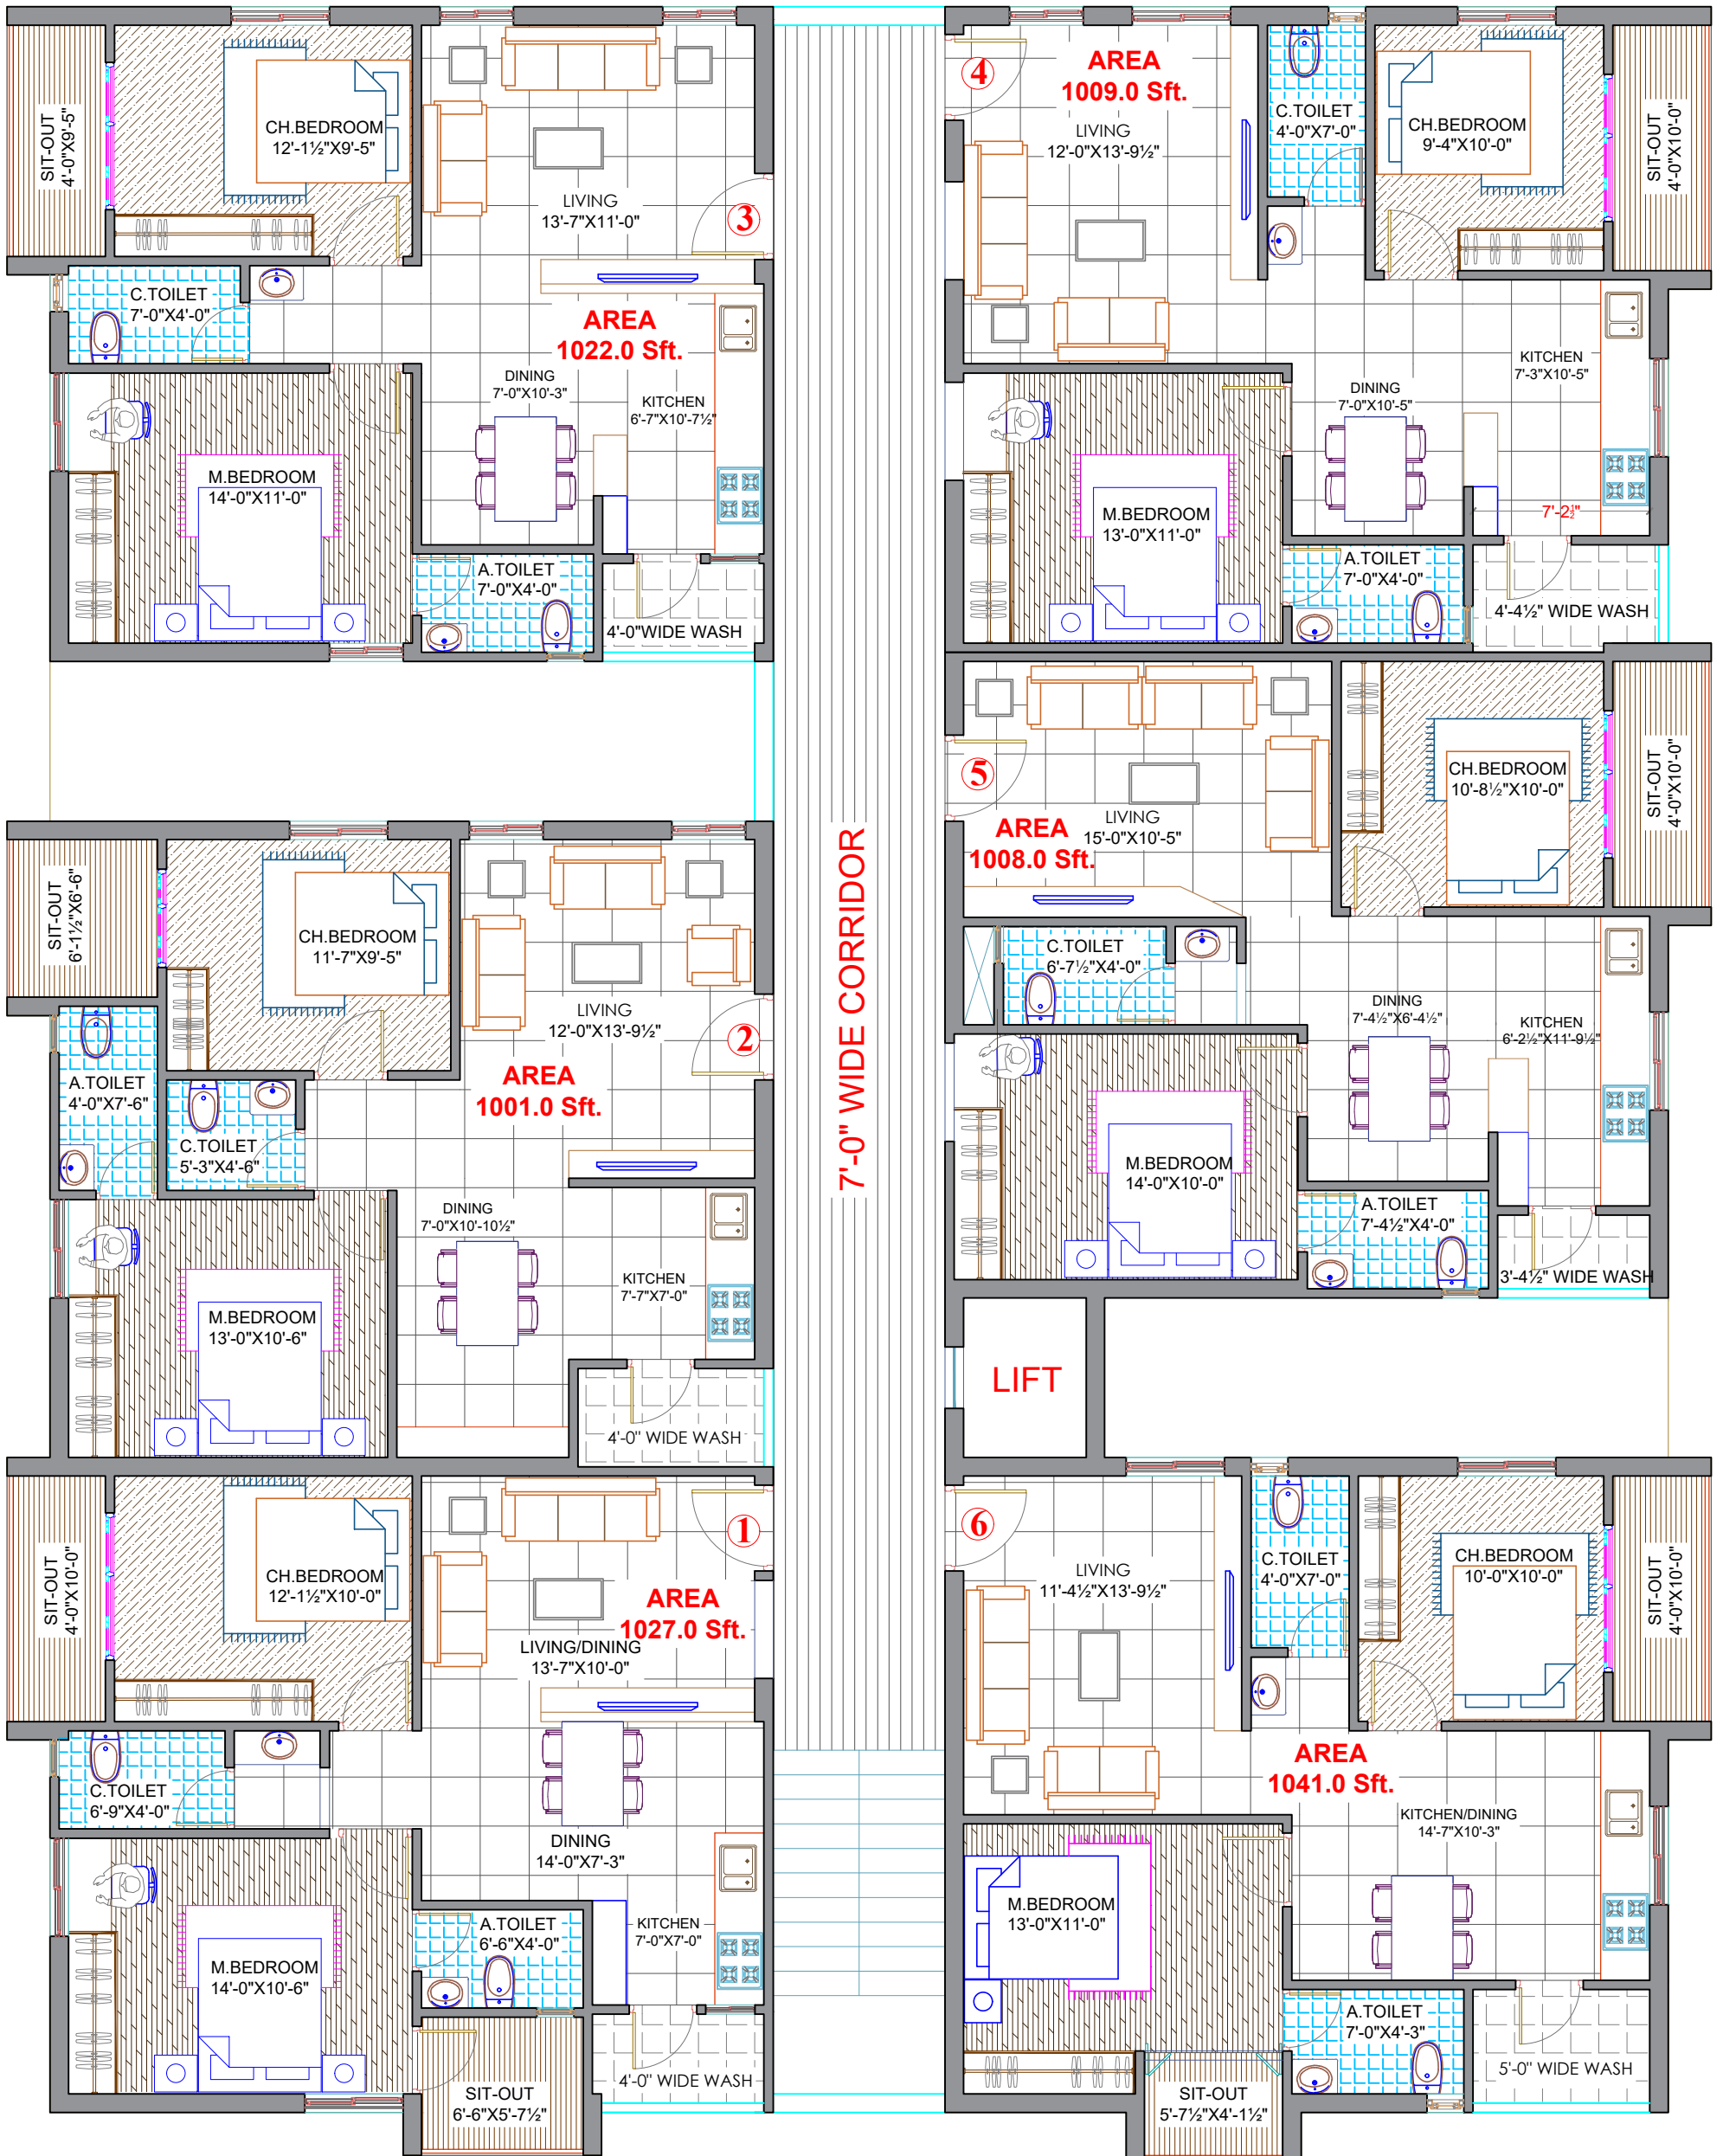 SIT-OUT
4'-0"X9'-5"
CH.BEDROOM
12'-1½"X9'-5"
LIVING
13'-7"X11'-0"
3
C.TOILET
7'-0"X4'-0"
AREA
1022.0 Sft.
DINING
7'-0"X10'-3"
KITCHEN
6'-7"X10'-7½"
M.BEDROOM
14'-0"X11'-0"
A.TOILET
7'-0"X4'-0"
4'-0"WIDE WASH
4
AREA
1009.0 Sft.
LIVING
12'-0"X13'-9½"
C.TOILET
4'-0"X7'-0"
CH.BEDROOM
9'-4"X10'-0"
SIT-OUT
4'-0"X10'-0"
KITCHEN
7'-3"X10'-5"
DINING
7'-0"X10'-5"
7'-2½"
M.BEDROOM
13'-0"X11'-0"
A.TOILET
7'-0"X4'-0"
4'-4½" WIDE WASH
5
AREA
1008.0 Sft.
LIVING
15'-0"X10'-5"
CH.BEDROOM
10'-8½"X10'-0"
SIT-OUT
4'-0"X10'-0"
C.TOILET
6'-7½"X4'-0"
DINING
7'-4½"X6'-4½"
KITCHEN
6'-2½"X11'-9½"
M.BEDROOM
14'-0"X10'-0"
A.TOILET
7'-4½"X4'-0"
3'-4½" WIDE WASH
7'-0" WIDE CORRIDOR
SIT-OUT
6'-1½"X6'-6"
CH.BEDROOM
11'-7"X9'-5"
LIVING
12'-0"X13'-9½"
2
AREA
1001.0 Sft.
A.TOILET
4'-0"X7'-6"
C.TOILET
5'-3"X4'-6"
DINING
7'-0"X10'-10½"
KITCHEN
7'-7"X7'-0"
M.BEDROOM
13'-0"X10'-6"
4'-0" WIDE WASH
LIFT
SIT-OUT
4'-0"X10'-0"
CH.BEDROOM
12'-1½"X10'-0"
1
AREA
1027.0 Sft.
LIVING/DINING
13'-7"X10'-0"
C.TOILET
6'-9"X4'-0"
DINING
14'-0"X7'-3"
A.TOILET
6'-6"X4'-0"
KITCHEN
7'-0"X7'-0"
M.BEDROOM
14'-0"X10'-6"
4'-0" WIDE WASH
SIT-OUT
6'-6"X5'-7½"
6
LIVING
11'-4½"X13'-9½"
C.TOILET
4'-0"X7'-0"
CH.BEDROOM
10'-0"X10'-0"
SIT-OUT
4'-0"X10'-0"
AREA
1041.0 Sft.
KITCHEN/DINING
14'-7"X10'-3"
M.BEDROOM
13'-0"X11'-0"
A.TOILET
7'-0"X4'-3"
5'-0" WIDE WASH
SIT-OUT
5'-7½"X4'-1½"